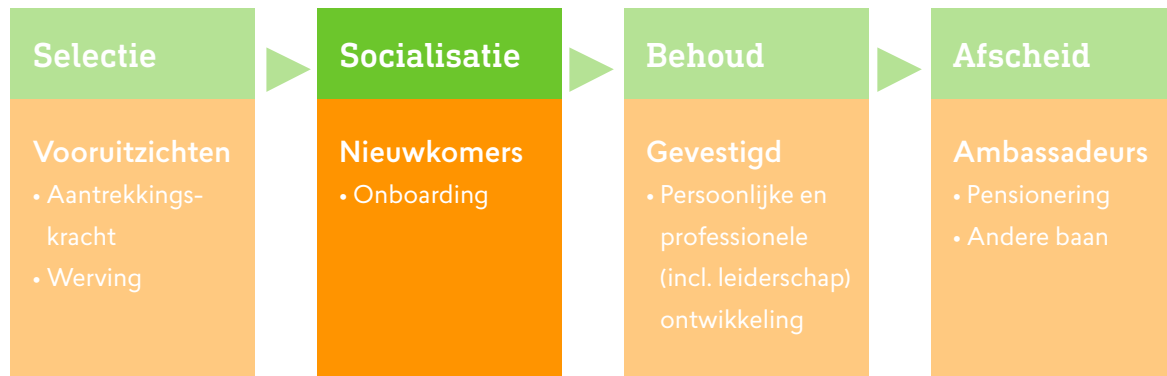 Selectie
Vooruitzichten
• Aantrekkings-
kracht
• Werving
Socialisatie
Nieuwkomers
• Onboarding
Behoud
Gevestigd
• Persoonlijke en
professionele
(incl. leiderschap)
ontwikkeling
Afscheid
Ambassadeurs
• Pensionering
• Andere baan